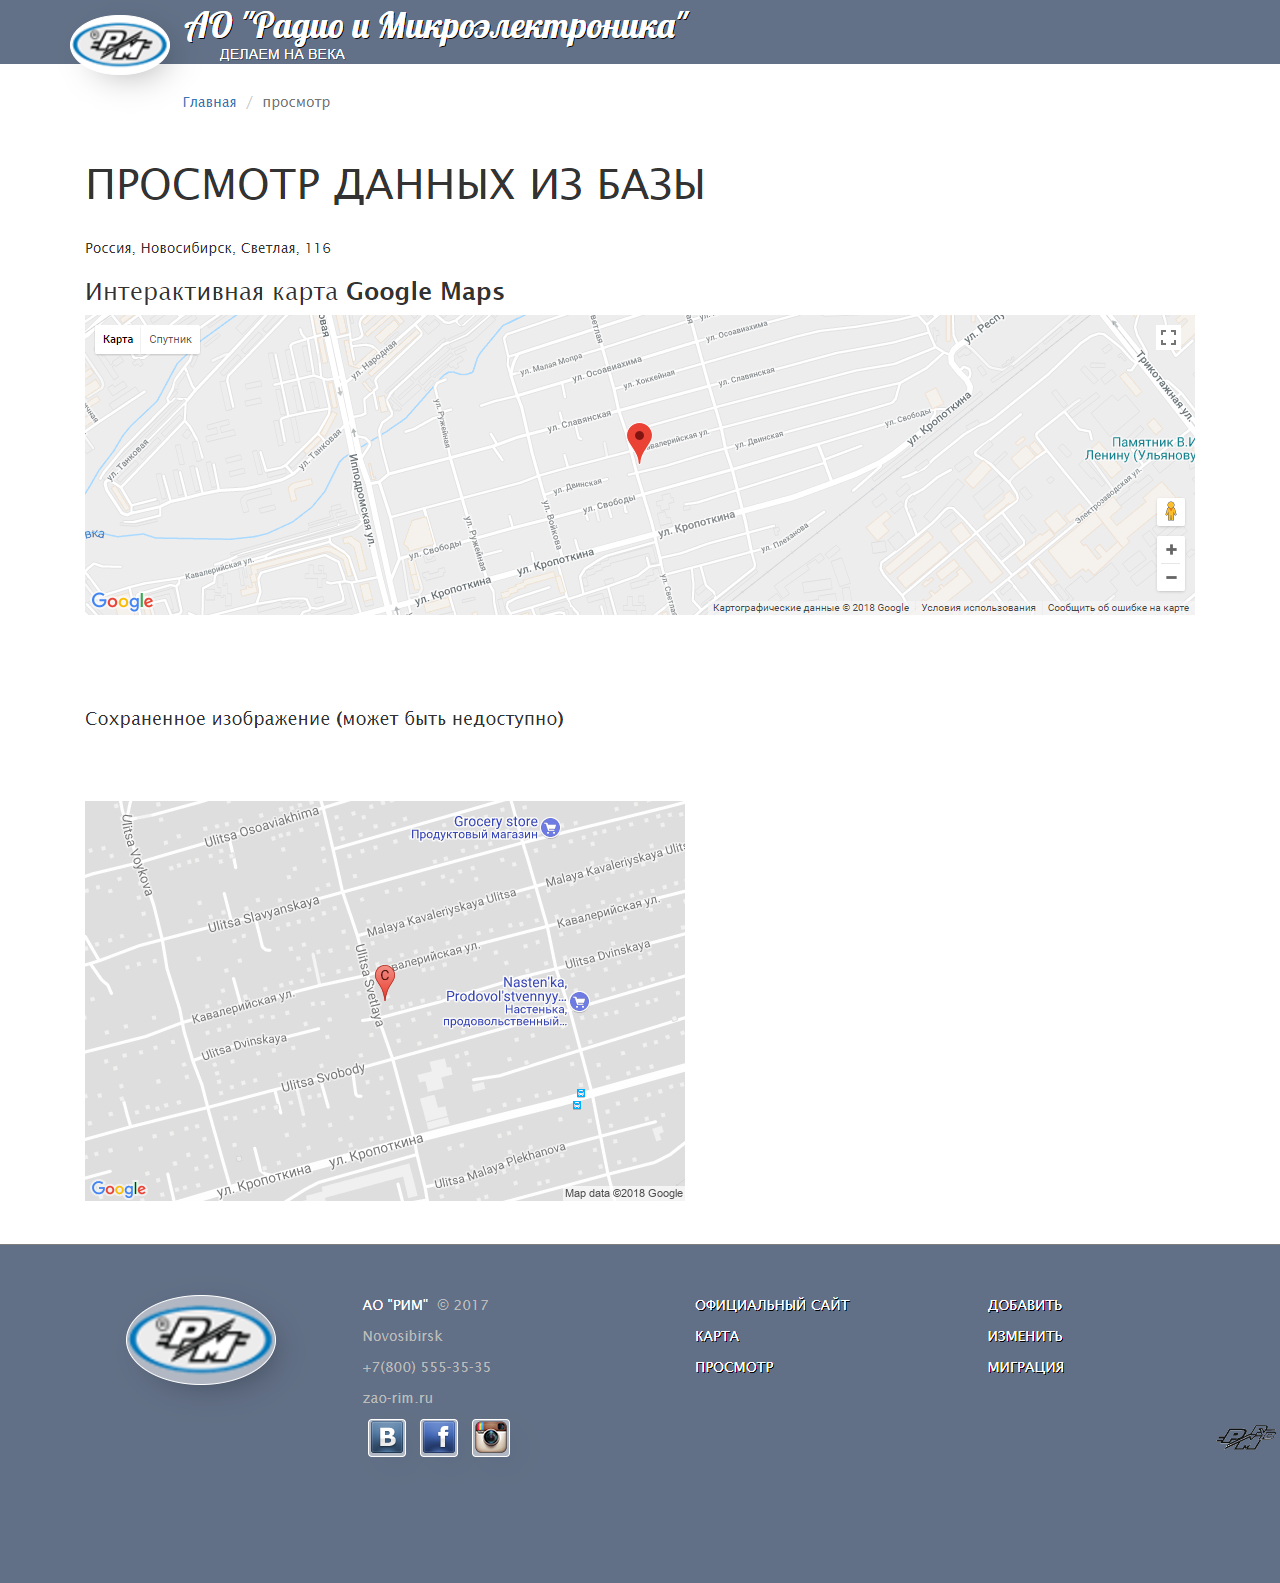 АО "Радио и Микроэлектроника"
ДЕЛАЕМ НА ВЕКА
РМ
Главная / просмотр
ПРОСМОТР ДАННЫХ ИЗ БАЗЫ
Россия, Новосибирск, Светлая, 116
Интерактивная карта Google Maps
Карта Спутник
ул. Народная
ул. Малая Мопра
ул. Осоавиахима
ул. Осоавиахима
ул. Хоккейная
ул. Славянская
Трикотажная ул.
ул. Ружейная
ул. Славянская
Кавалерийская ул.
ул. Двинская
ул. Свободы
ул. Кропоткина
Памятник В.И
Ленину (Ульянову
ул. Танковая
ул. Танковая
Ипподромская ул.
ул. Двинская
ул. Свободы
ул. Войкова
ул. Кропоткина
ул. Плеханова
Электрозаводская ул.
ул. Ружейная
ул. Свободы
ул. Кропоткина
Кавалерийская ул.
ул. Кропоткина
Google
Картографические данные © 2018 Google Условия использования Сообщить об ошибке на карте
Сохраненное изображение (может быть недоступно)
Ulitsa Voykova
Ulitsa Osoaviakhima
Grocery store
Продуктовый магазин
Malaya Kavaleriyskaya Ulits
Ulitsa Slavyanskaya
Malaya Kavaleriyskaya Ulitsa
Кавалерийская ул.
Кавалерийская ул.
Ulitsa Svetlaya
C
Ulitsa Dvinskaya
Nasten'ka,
Prodovol'stvennyy...
Настенька,
продовольственный...
Кавалерийская ул.
Ulitsa Dvinskaya
Ulitsa Svobody
ул. Кропоткина
ул. Кропоткина
Ulitsa Malaya Plekhanova
Google
Map data ©2018 Google
РМ
АО "РИМ" © 2017
Novosibirsk
+7(800) 555-35-35
zao-rim.ru
ОФИЦИАЛЬНЫЙ САЙТ
КАРТА
ПРОСМОТР
ДОБАВИТЬ
ИЗМЕНИТЬ
МИГРАЦИЯ
РМ